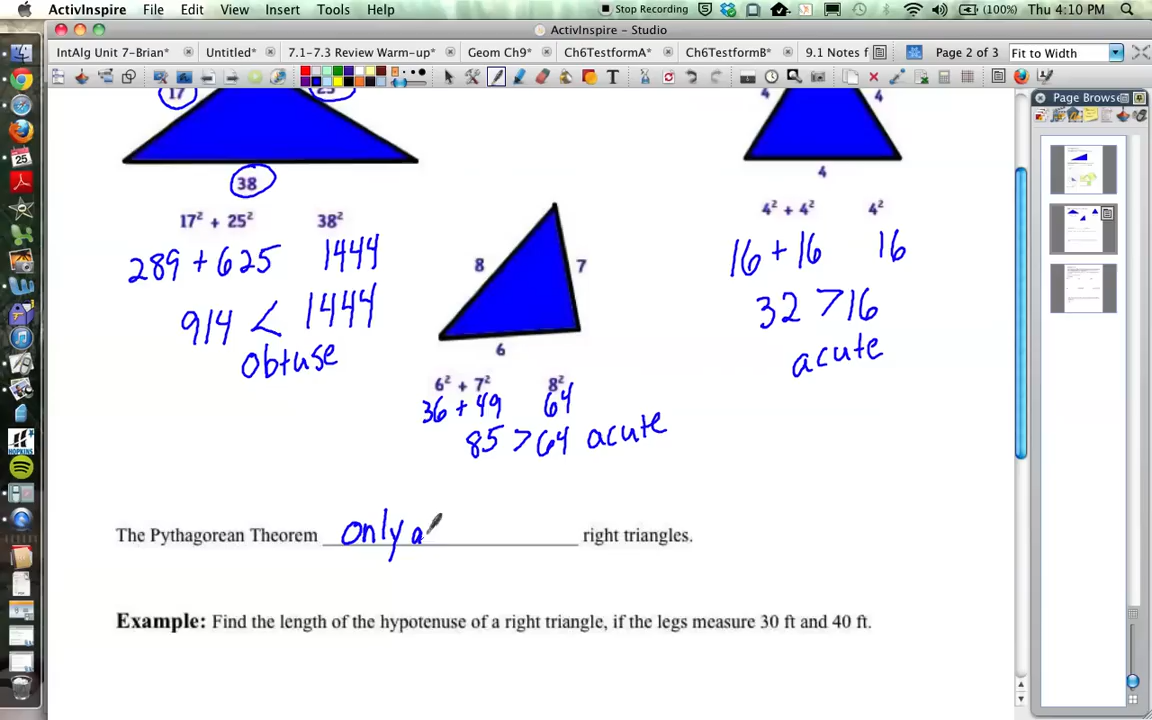 ActivInspire File Edit View Insert Tools Help Stop Recording (100%) Thu 4:10 PM
ActivInspire – Studio
IntAlg Unit 7-Brian* Untitled* 7.1-7.3 Review Warm-up* Geom Ch9* Ch6TestformA* Ch6TestformB* 9.1 Notes f Page 2 of 3 Fit to Width
Page Brows
17 25 4 4
38 4
17² + 25² 38² 4² + 4² 4²
289 + 625 1444 16 + 16 16
914 < 1444 32 > 16
obtuse acute
8 7
6
6² + 7² 8²
36 + 49 64
85 > 64 acute
The Pythagorean Theorem only a right triangles.
Example: Find the length of the hypotenuse of a right triangle, if the legs measure 30 ft and 40 ft.